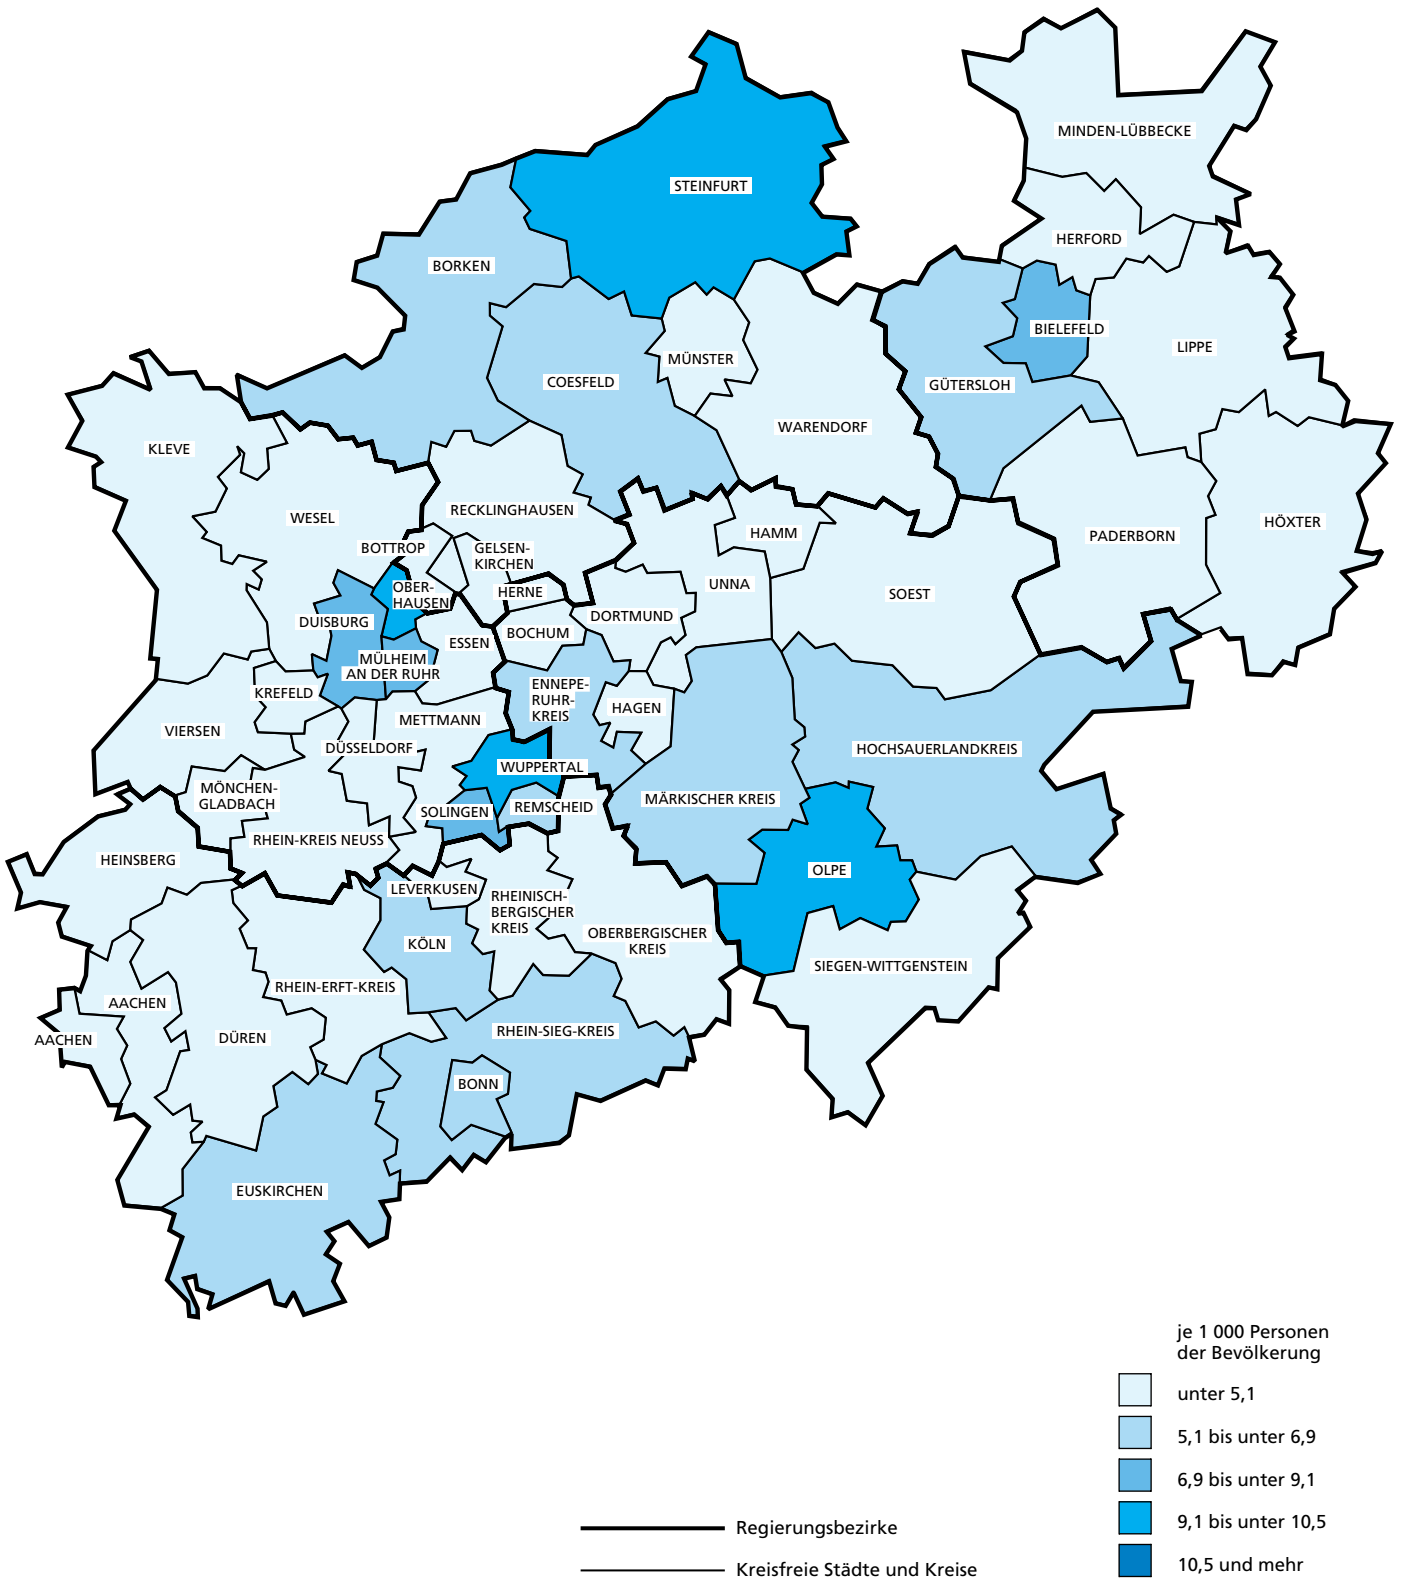 MINDEN-LÜBBECKE
STEINFURT
HERFORD
BORKEN
BIELEFELD
LIPPE
MÜNSTER
COESFELD
GÜTERSLOH
WARENDORF
KLEVE
RECKLINGHAUSEN
WESEL
HÖXTER
HAMM
PADERBORN
BOTTROP
GELSEN-
KIRCHEN
UNNA
OBER-
HAUSEN
HERNE
SOEST
DORTMUND
DUISBURG
BOCHUM
ESSEN
MÜLHEIM
AN DER RUHR
KREFELD
ENNEPE-
RUHR-
KREIS
HAGEN
METTMANN
VIERSEN
DÜSSELDORF
HOCHSAUERLANDKREIS
WUPPERTAL
MÖNCHEN-
GLADBACH
MÄRKISCHER KREIS
SOLINGEN
REMSCHEID
RHEIN-KREIS NEUSS
HEINSBERG
OLPE
LEVERKUSEN
RHEINISCH-
BERGISCHER
KREIS
OBERBERGISCHER
KREIS
KÖLN
SIEGEN-WITTGENSTEIN
RHEIN-ERFT-KREIS
AACHEN
RHEIN-SIEG-KREIS
AACHEN
DÜREN
BONN
EUSKIRCHEN
je 1 000 Personen
der Bevölkerung
unter 5,1
5,1 bis unter 6,9
6,9 bis unter 9,1
9,1 bis unter 10,5
10,5 und mehr
Regierungsbezirke
Kreisfreie Städte und Kreise